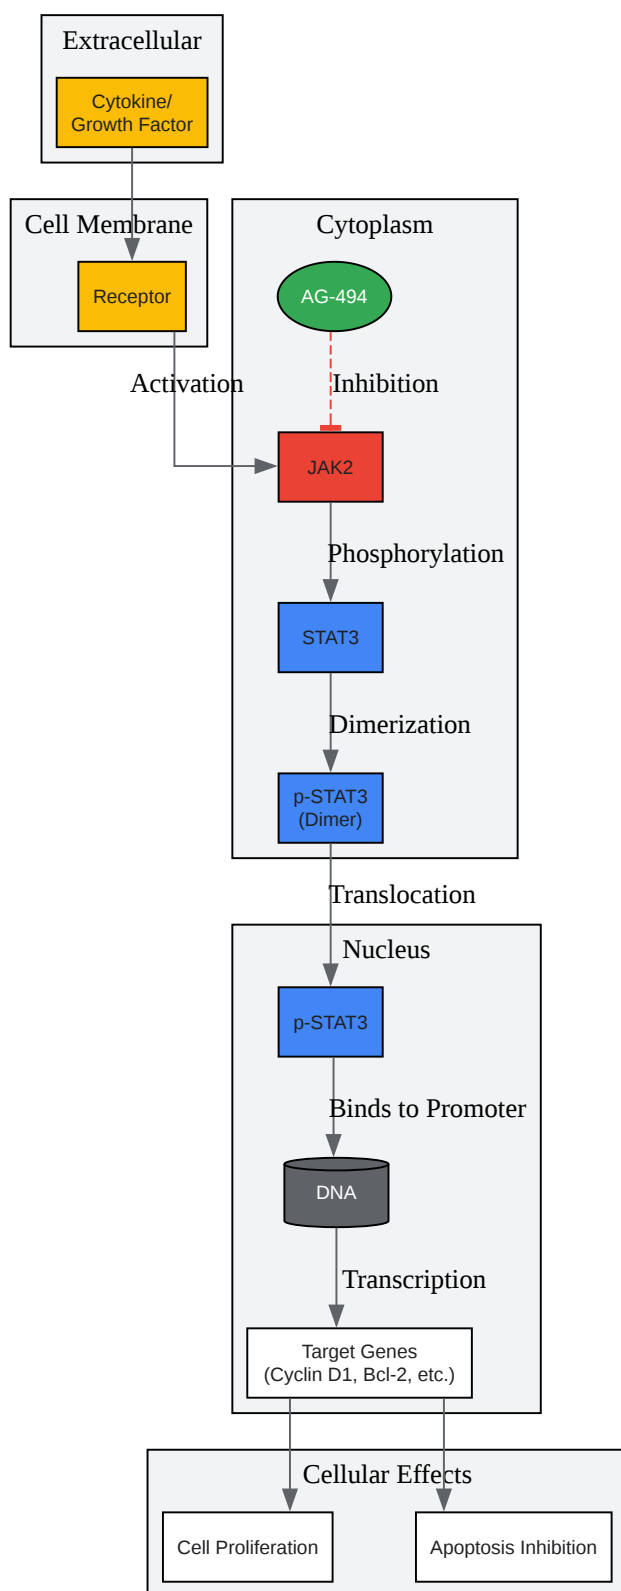 Extracellular
Cytokine/
Growth Factor
Cell Membrane
Receptor
Cytoplasm
AG-494
Activation
Inhibition
JAK2
Phosphorylation
STAT3
Dimerization
p-STAT3
(Dimer)
Translocation
Nucleus
p-STAT3
Binds to Promoter
DNA
Transcription
Target Genes
(Cyclin D1, Bcl-2, etc.)
Cellular Effects
Cell Proliferation
Apoptosis Inhibition